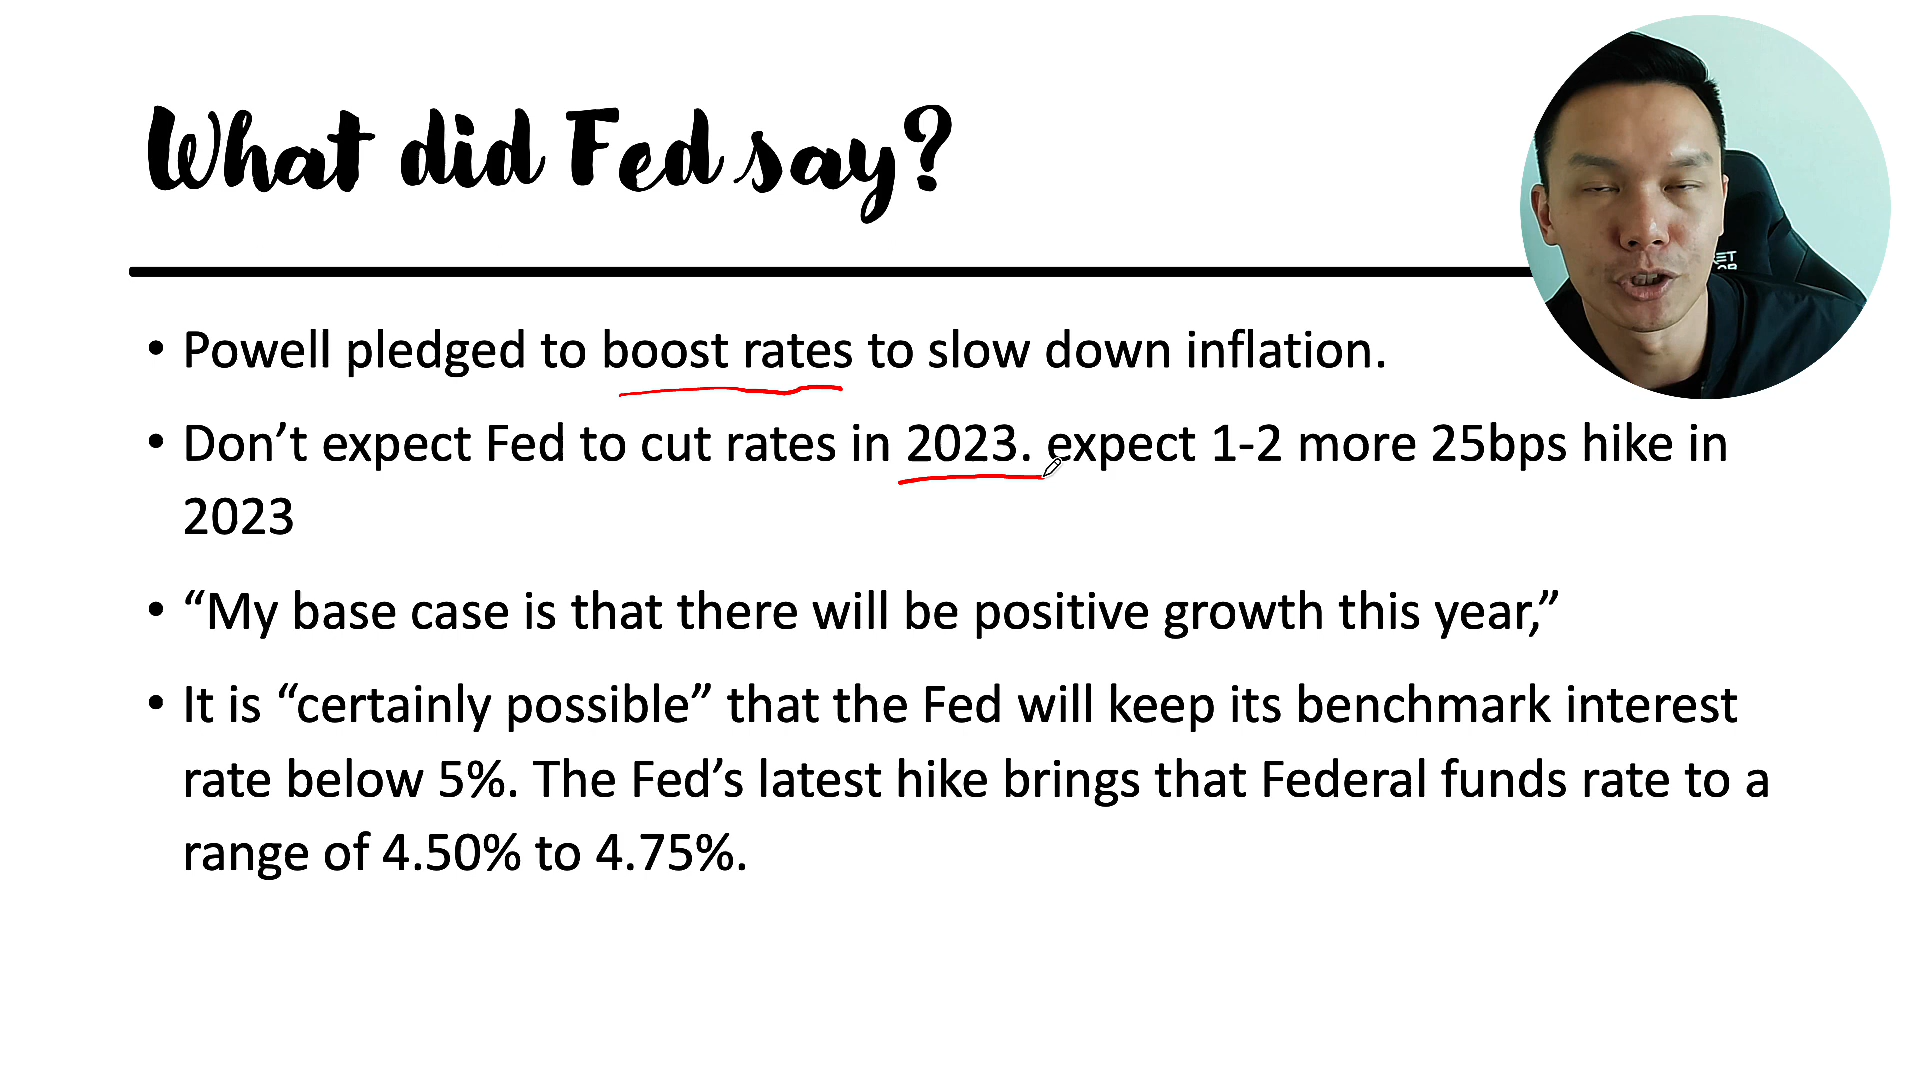 What did Fed say?
• Powell pledged to boost rates to slow down inflation.
• Don’t expect Fed to cut rates in 2023. expect 1-2 more 25bps hike in
2023
• “My base case is that there will be positive growth this year,”
• It is “certainly possible” that the Fed will keep its benchmark interest
rate below 5%. The Fed’s latest hike brings that Federal funds rate to a
range of 4.50% to 4.75%.